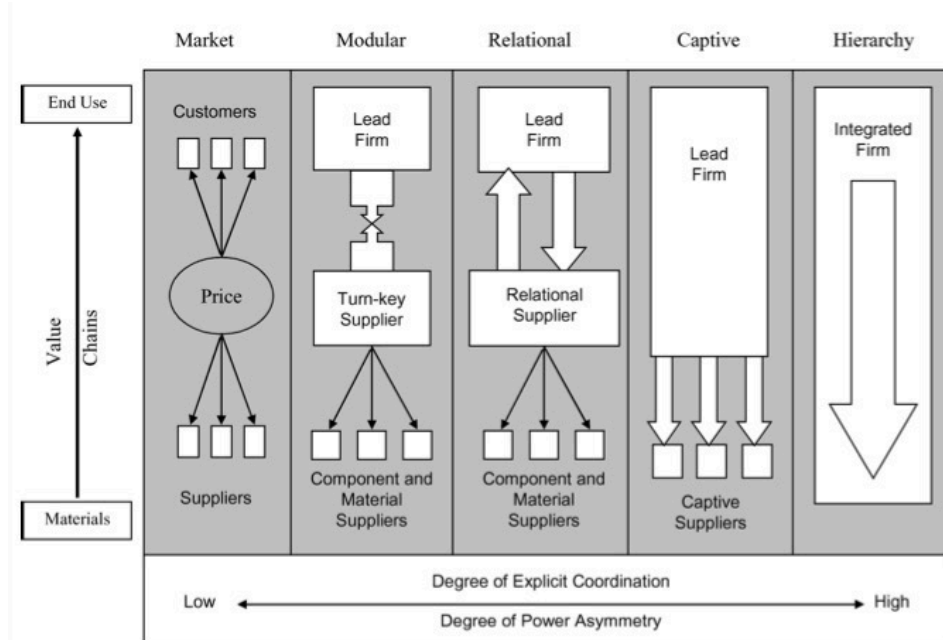 Market
Modular
Relational
Captive
Hierarchy
End Use
Value
Chains
Materials
Customers
Price
Suppliers
Lead
Firm
Turn-key
Supplier
Component and
Material
Suppliers
Lead
Firm
Relational
Supplier
Component and
Material
Suppliers
Lead
Firm
Captive
Suppliers
Integrated
Firm
Degree of Explicit Coordination
Low
High
Degree of Power Asymmetry